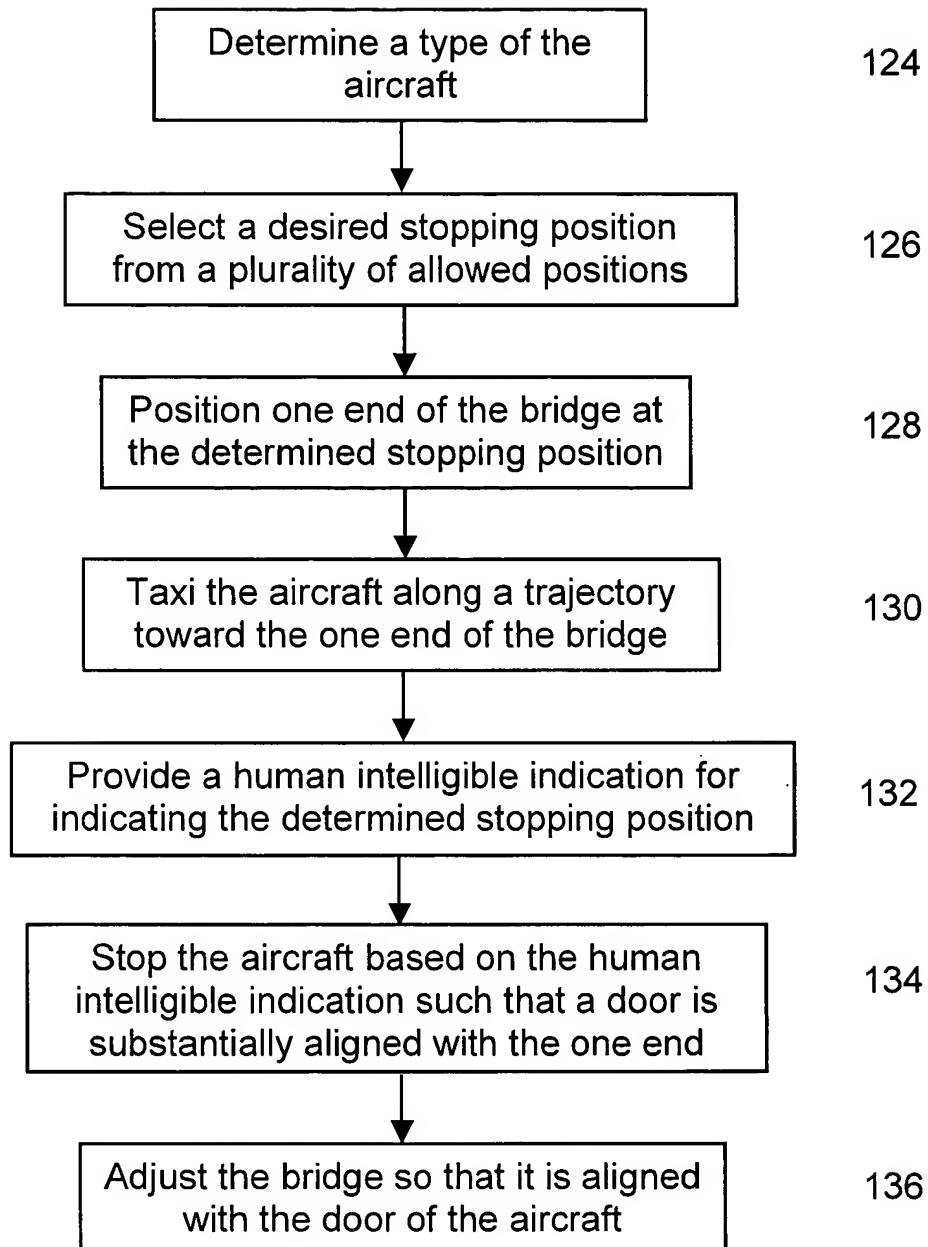 Determine a type of the
aircraft
124
Select a desired stopping position
from a plurality of allowed positions
126
Position one end of the bridge at
the determined stopping position
128
Taxi the aircraft along a trajectory
toward the one end of the bridge
130
Provide a human intelligible indication for
indicating the determined stopping position
132
Stop the aircraft based on the human
intelligible indication such that a door is
substantially aligned with the one end
134
Adjust the bridge so that it is aligned
with the door of the aircraft
136